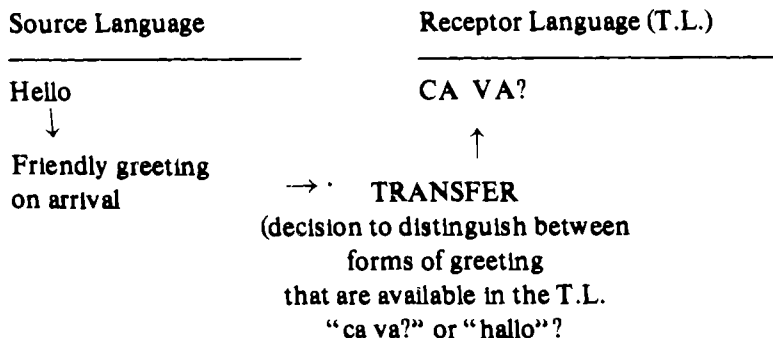 Source Language
Receptor Language (T.L.)
Hello
CA VA?
↓
↑
Friendly greeting
on arrival
→ ·
TRANSFER
(decision to distinguish between
forms of greeting
that are available in the T.L.
“ca va?” or “hallo”?